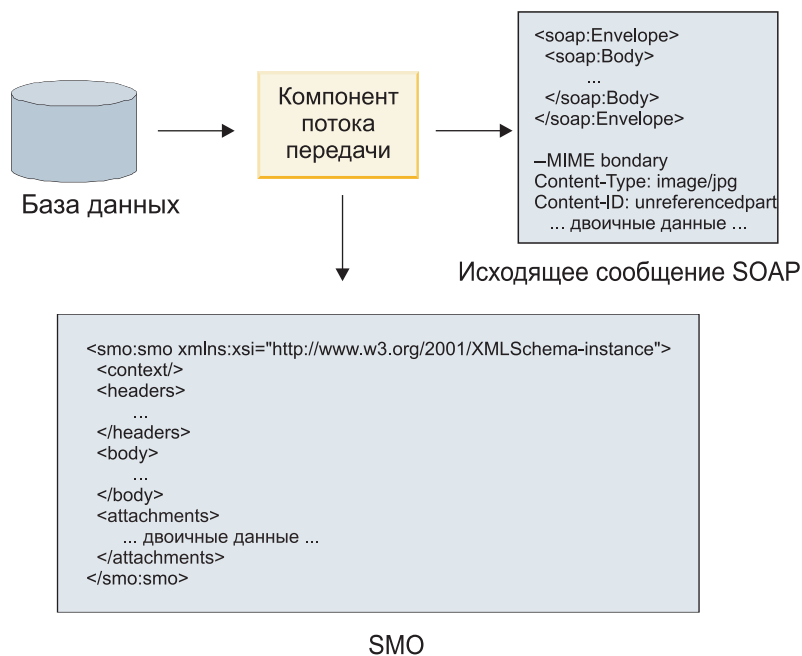 <soap:Envelope>
<soap:Body>
...
</soap:Body>
</soap:Envelope>
–MIME bondary
Content-Type: image/jpg
Content-ID: unreferencedpart
... двоичные данные ...
Компонент
потока
передачи
База данных
Исходящее сообщение SOAP
<smo:smo xmlns:xsi="http://www.w3.org/2001/XMLSchema-instance">
<context/>
<headers>
...
</headers>
<body>
...
</body>
<attachments>
... двоичные данные ...
</attachments>
</smo:smo>
SMO